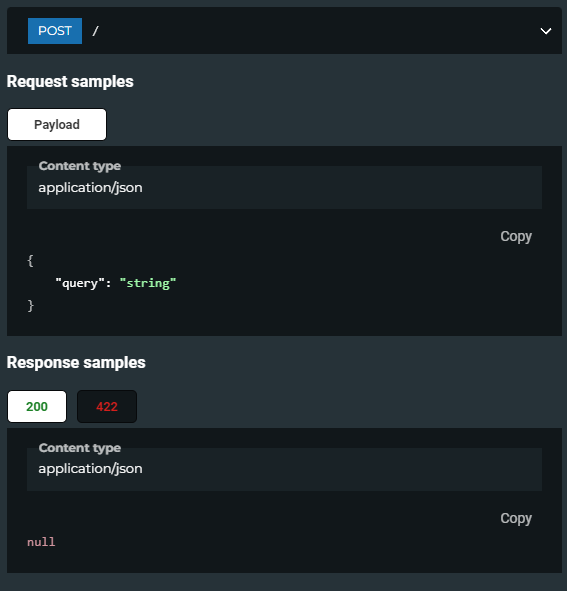 POST /
Request samples
Payload
Content type
application/json
Copy
{
"query": "string"
}
Response samples
200 422
Content type
application/json
Copy
null